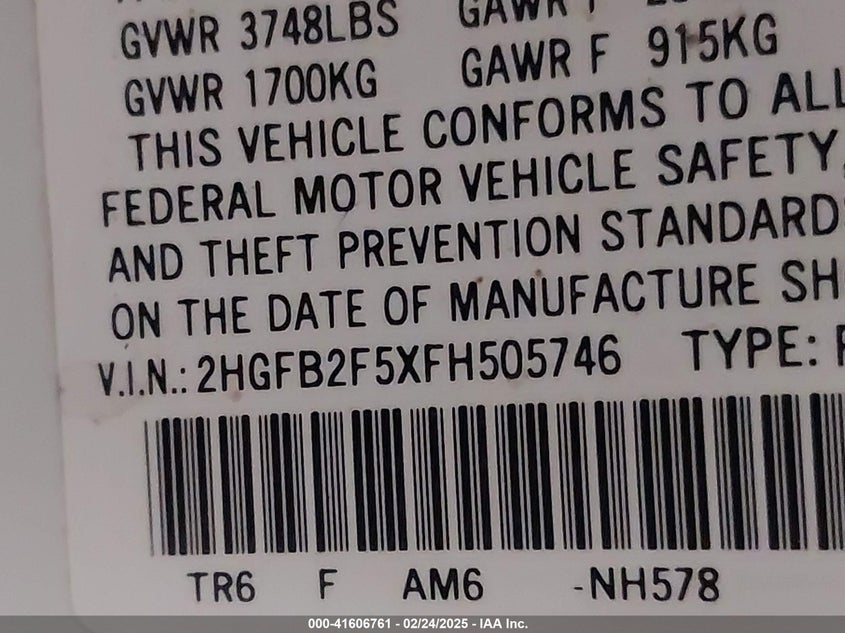 GVWR 3748LBS GAWR F
GVWR 1700KG GAWR F 915KG
THIS VEHICLE CONFORMS TO ALL
FEDERAL MOTOR VEHICLE SAFETY,
AND THEFT PREVENTION STANDARD
ON THE DATE OF MANUFACTURE SH
V.I.N.: 2HGFB2F5XFH505746 TYPE: P
TR6 F AM6 -NH578
000-41606761 - 02/24/2025 - IAA Inc.